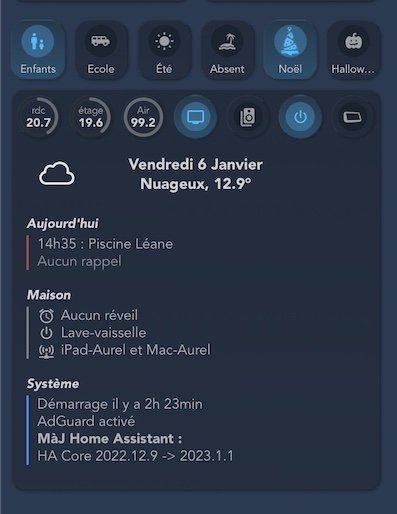 Enfants
Ecole
Été
Absent
Noël
Hallow...
rdc
20.7
étage
19.6
Air
99.2
Vendredi 6 Janvier
Nuageux, 12.9°
Aujourd'hui
14h35 : Piscine Léane
Aucun rappel
Maison
Aucun réveil
Lave-vaisselle
iPad-Aurel et Mac-Aurel
Système
Démarrage il y a 2h 23min
AdGuard activé
MàJ Home Assistant :
HA Core 2022.12.9 -> 2023.1.1